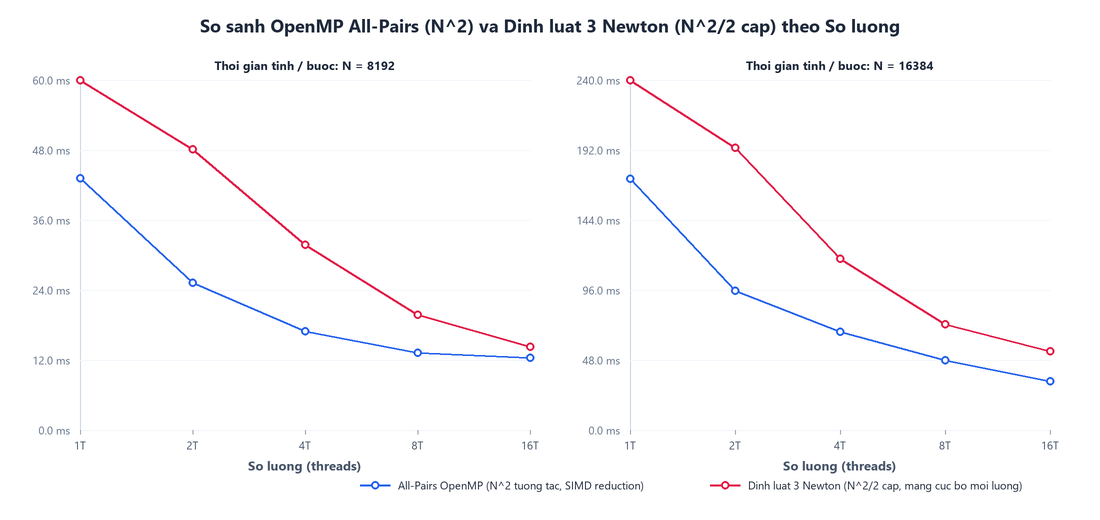 So sanh OpenMP All-Pairs (N^2) va Dinh luat 3 Newton (N^2/2 cap) theo So luong
Thoi gian tinh / buoc: N = 8192
60.0 ms
48.0 ms
36.0 ms
24.0 ms
12.0 ms
0.0 ms
1T
2T
4T
8T
16T
So luong (threads)
Thoi gian tinh / buoc: N = 16384
240.0 ms
192.0 ms
144.0 ms
96.0 ms
48.0 ms
0.0 ms
1T
2T
4T
8T
16T
So luong (threads)
All-Pairs OpenMP (N^2 tuong tac, SIMD reduction)
Dinh luat 3 Newton (N^2/2 cap, mang cuc bo moi luong)